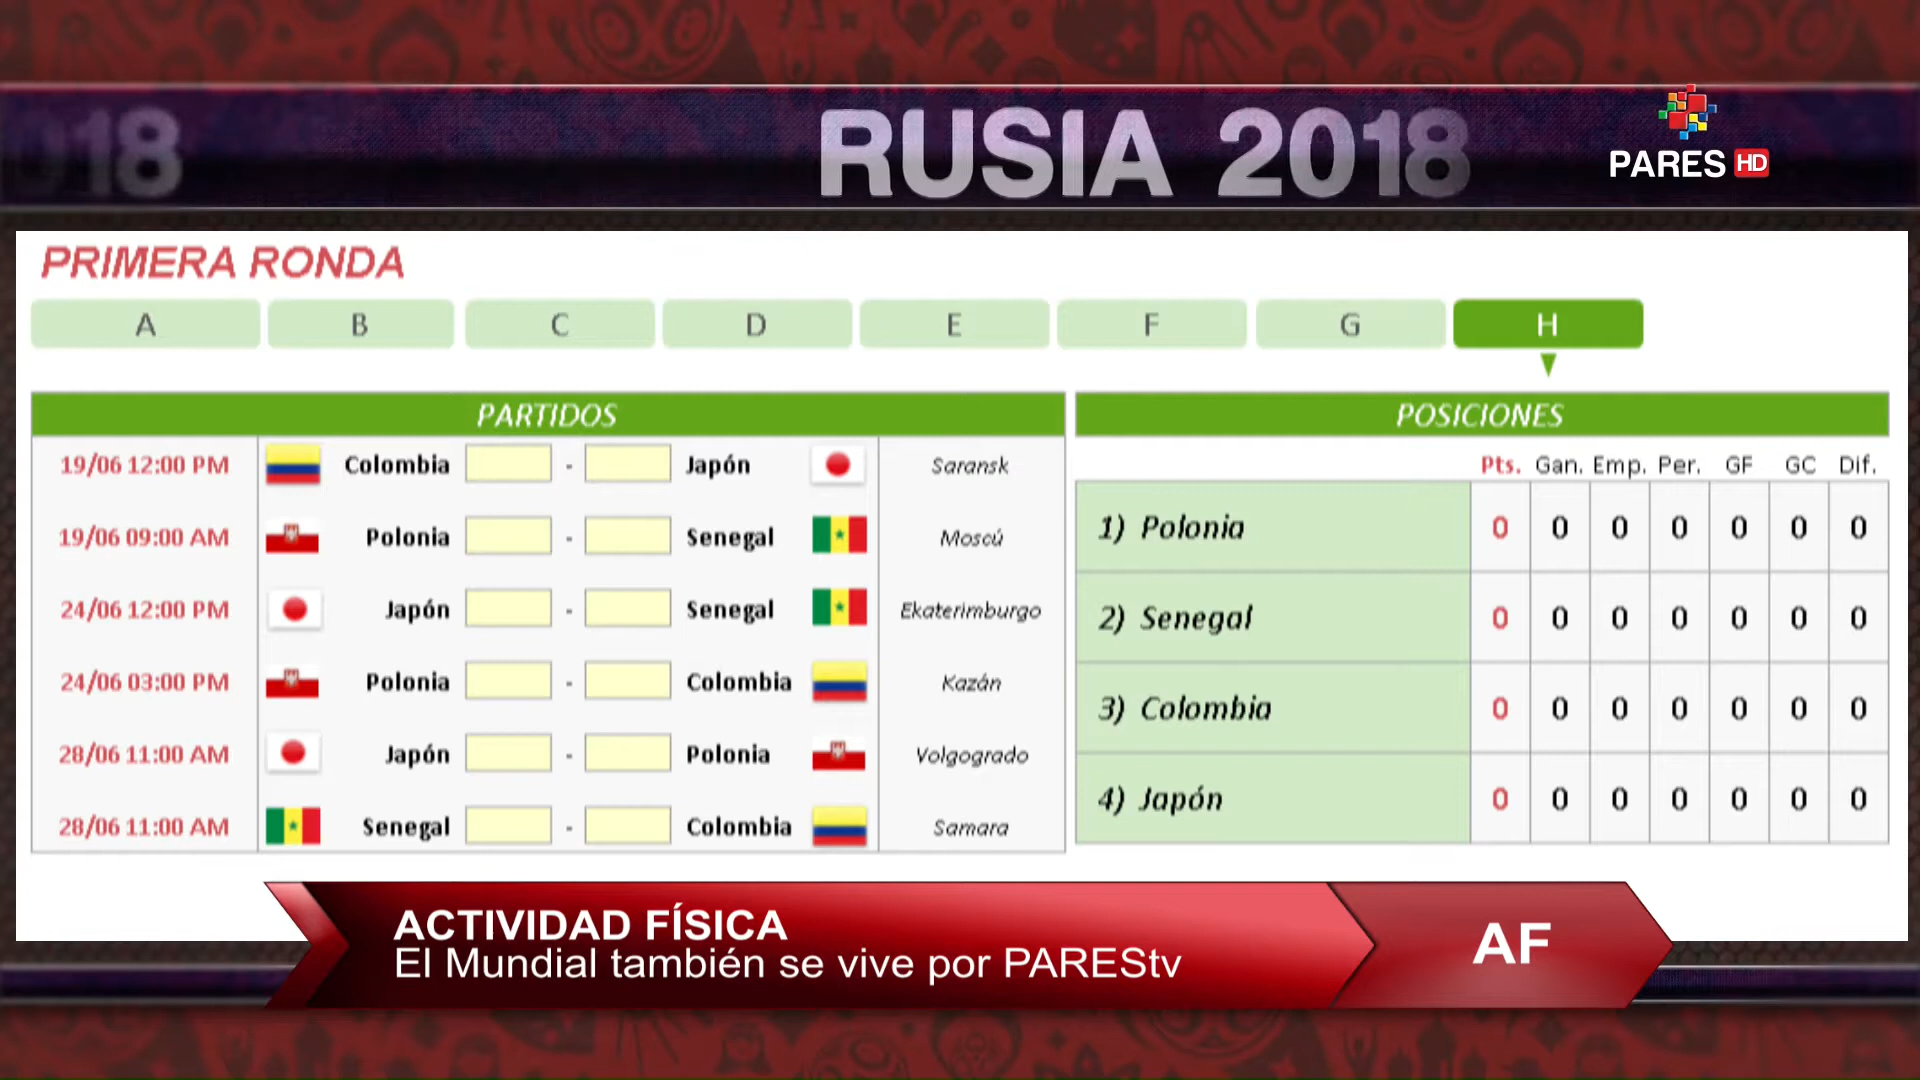 018
RUSIA 2018
PARES HD
PRIMERA RONDA
A B C D E F G H
PARTIDOS
19/06 12:00 PM Colombia - Japón Saransk
19/06 09:00 AM Polonia - Senegal Moscú
24/06 12:00 PM Japón - Senegal Ekaterimburgo
24/06 03:00 PM Polonia - Colombia Kazán
28/06 11:00 AM Japón - Polonia Volgogrado
28/06 11:00 AM Senegal - Colombia Samara
POSICIONES
Pts. Gan. Emp. Per. GF GC Dif.
1) Polonia 0 0 0 0 0 0 0
2) Senegal 0 0 0 0 0 0 0
3) Colombia 0 0 0 0 0 0 0
4) Japón 0 0 0 0 0 0 0
ACTIVIDAD FÍSICA
El Mundial también se vive por PAREStv
AF